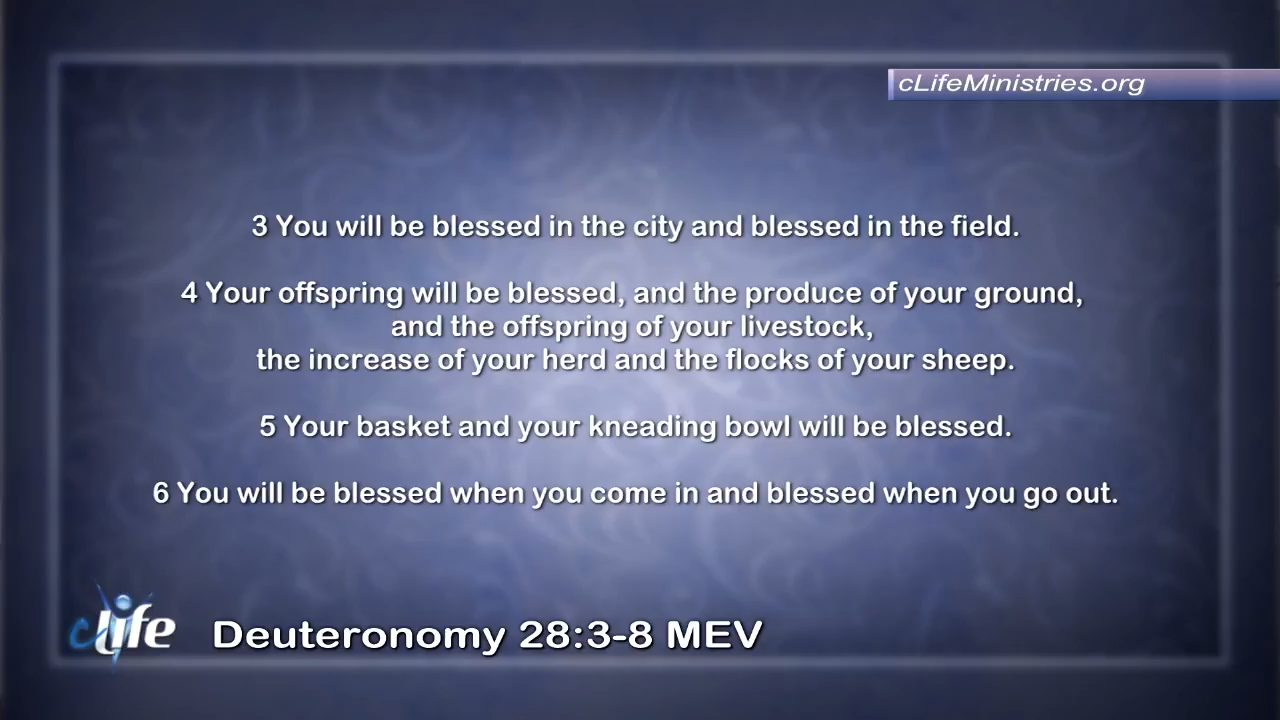 cLifeMinistries.org
3 You will be blessed in the city and blessed in the field.
4 Your offspring will be blessed, and the produce of your ground,
and the offspring of your livestock,
the increase of your herd and the flocks of your sheep.
5 Your basket and your kneading bowl will be blessed.
6 You will be blessed when you come in and blessed when you go out.
cLife
Deuteronomy 28:3-8 MEV